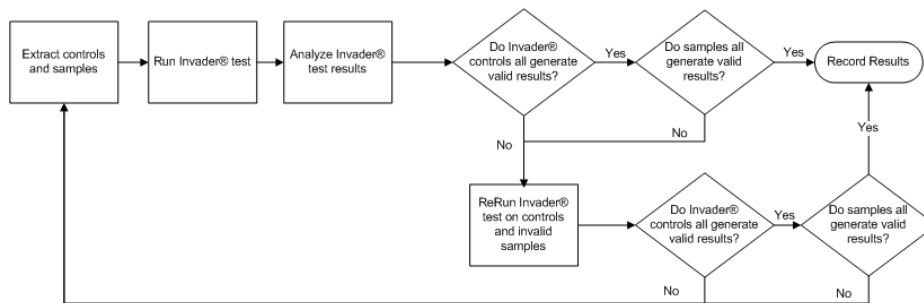 Extract controls
and samples
Run Invader® test
Analyze Invader®
test results
Do Invader®
controls all generate
valid results?
Yes
Do samples all
generate valid
results?
Yes
Record Results
No
No
Yes
ReRun Invader®
test on controls
and invalid
samples
Do Invader®
controls all generate
valid results?
Yes
Do samples all
generate valid
results?
No
No